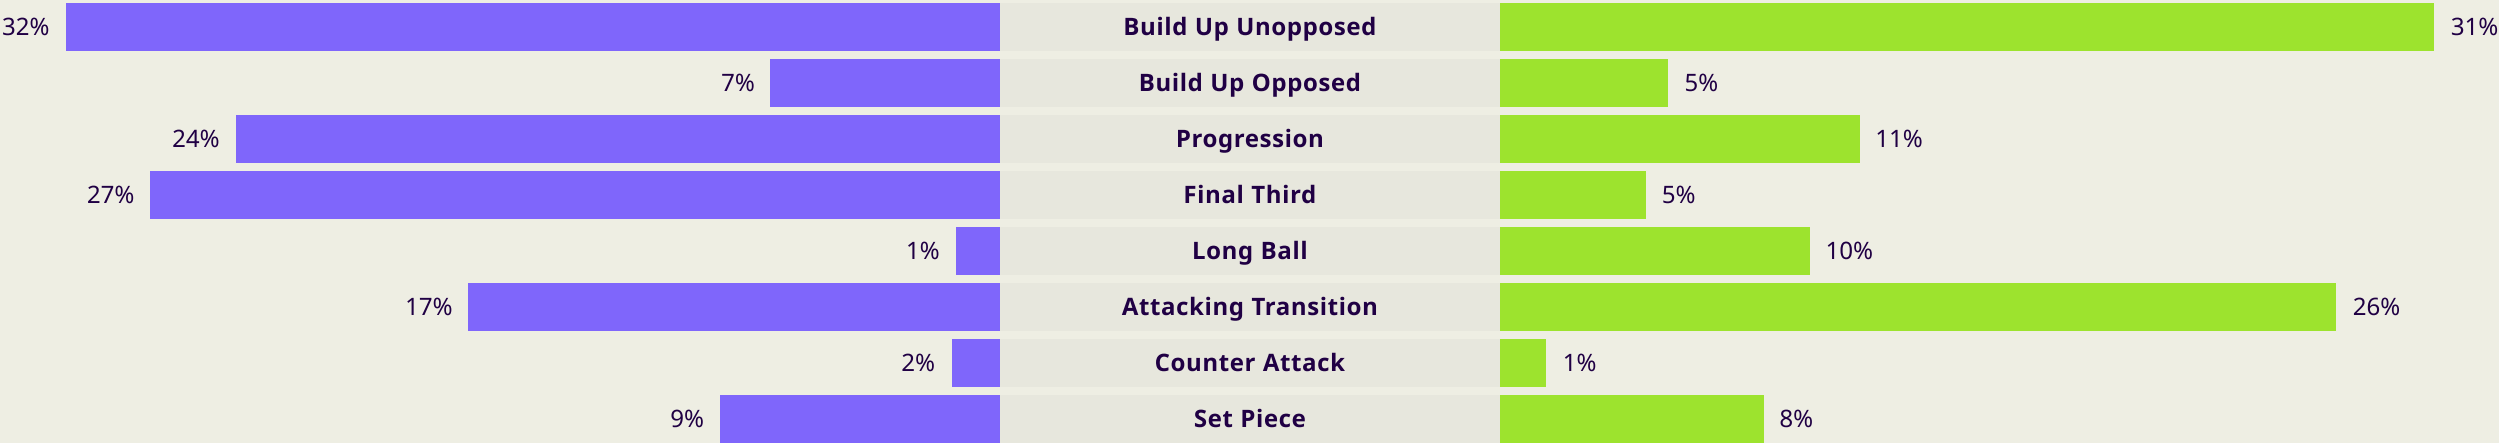 32% Build Up Unopposed 31%
7% Build Up Opposed 5%
24% Progression 11%
27% Final Third 5%
1% Long Ball 10%
17% Attacking Transition 26%
2% Counter Attack 1%
9% Set Piece 8%